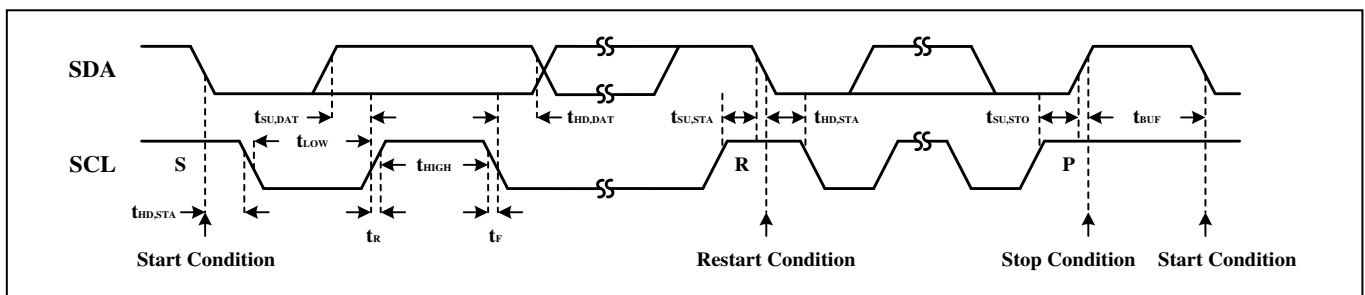 SDA
tSU,DAT
tHD,DAT
tSU,STA
tHD,STA
tSU,STO
tBUF
tLOW
SCL
S
tHIGH
R
P
tHD,STA
tR
tF
Start Condition
Restart Condition
Stop Condition
Start Condition